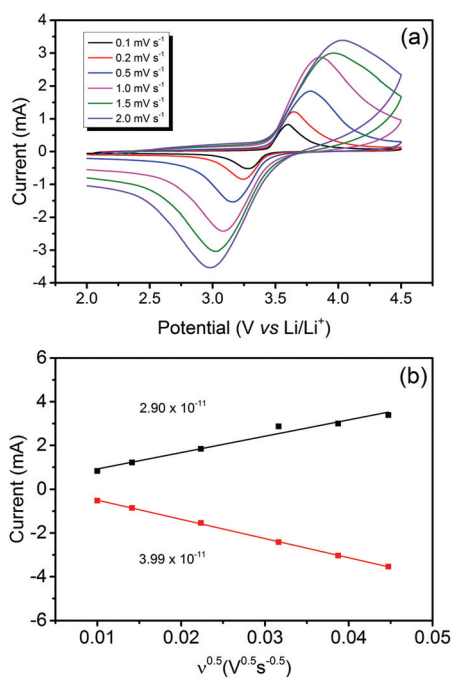 (a)
0.1 mV s⁻¹
0.2 mV s⁻¹
0.5 mV s⁻¹
1.0 mV s⁻¹
1.5 mV s⁻¹
2.0 mV s⁻¹
4
3
2
1
0
-1
-2
-3
-4
Current (mA)
2.0 2.5 3.0 3.5 4.0 4.5
Potential (V vs Li/Li⁺)
(b)
6
4
2
0
-2
-4
-6
Current (mA)
2.90 x 10⁻¹¹
3.99 x 10⁻¹¹
0.01 0.02 0.03 0.04 0.05
ν⁰·⁵(V⁰·⁵s⁻⁰·⁵)